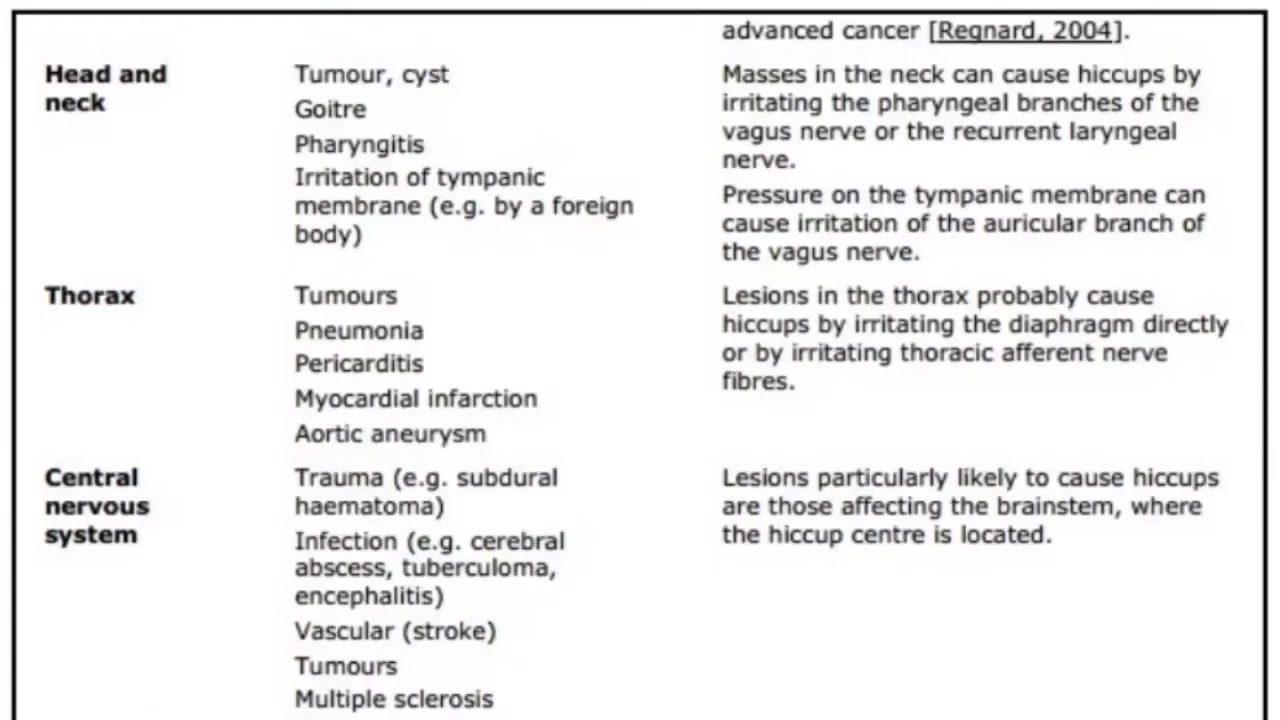 advanced cancer [Regnard, 2004].
Head and
neck
Tumour, cyst
Goitre
Pharyngitis
Irritation of tympanic
membrane (e.g. by a foreign
body)
Masses in the neck can cause hiccups by
irritating the pharyngeal branches of the
vagus nerve or the recurrent laryngeal
nerve.
Pressure on the tympanic membrane can
cause irritation of the auricular branch of
the vagus nerve.
Thorax
Tumours
Pneumonia
Pericarditis
Myocardial infarction
Aortic aneurysm
Lesions in the thorax probably cause
hiccups by irritating the diaphragm directly
or by irritating thoracic afferent nerve
fibres.
Central
nervous
system
Trauma (e.g. subdural
haematoma)
Infection (e.g. cerebral
abscess, tuberculoma,
encephalitis)
Vascular (stroke)
Tumours
Multiple sclerosis
Lesions particularly likely to cause hiccups
are those affecting the brainstem, where
the hiccup centre is located.